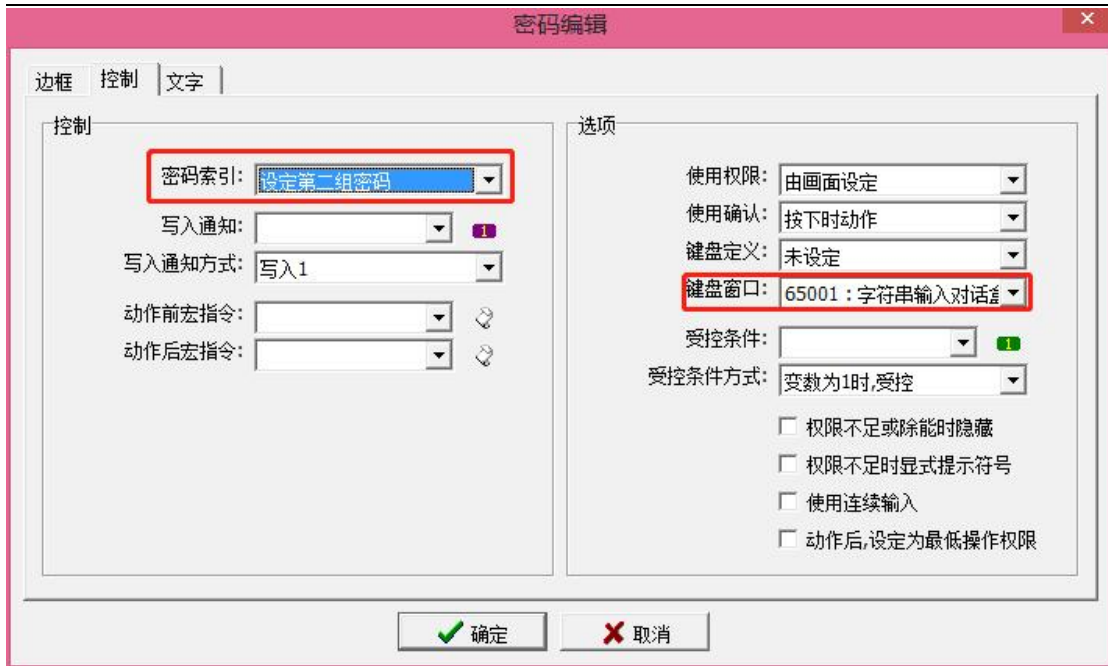 密码编辑
边框 控制 文字
控制
密码索引: 设定第二组密码
写入通知: 1
写入通知方式: 写入1
动作前宏指令:
动作后宏指令:
选项
使用权限: 由画面设定
使用确认: 按下时动作
键盘定义: 未设定
键盘窗口: 65001：字符串输入对话盒
受控条件: 1
受控条件方式: 变数为1时,受控
权限不足或除能时隐藏
权限不足时显式提示符号
使用连续输入
动作后,设定为最低操作权限
确定 取消